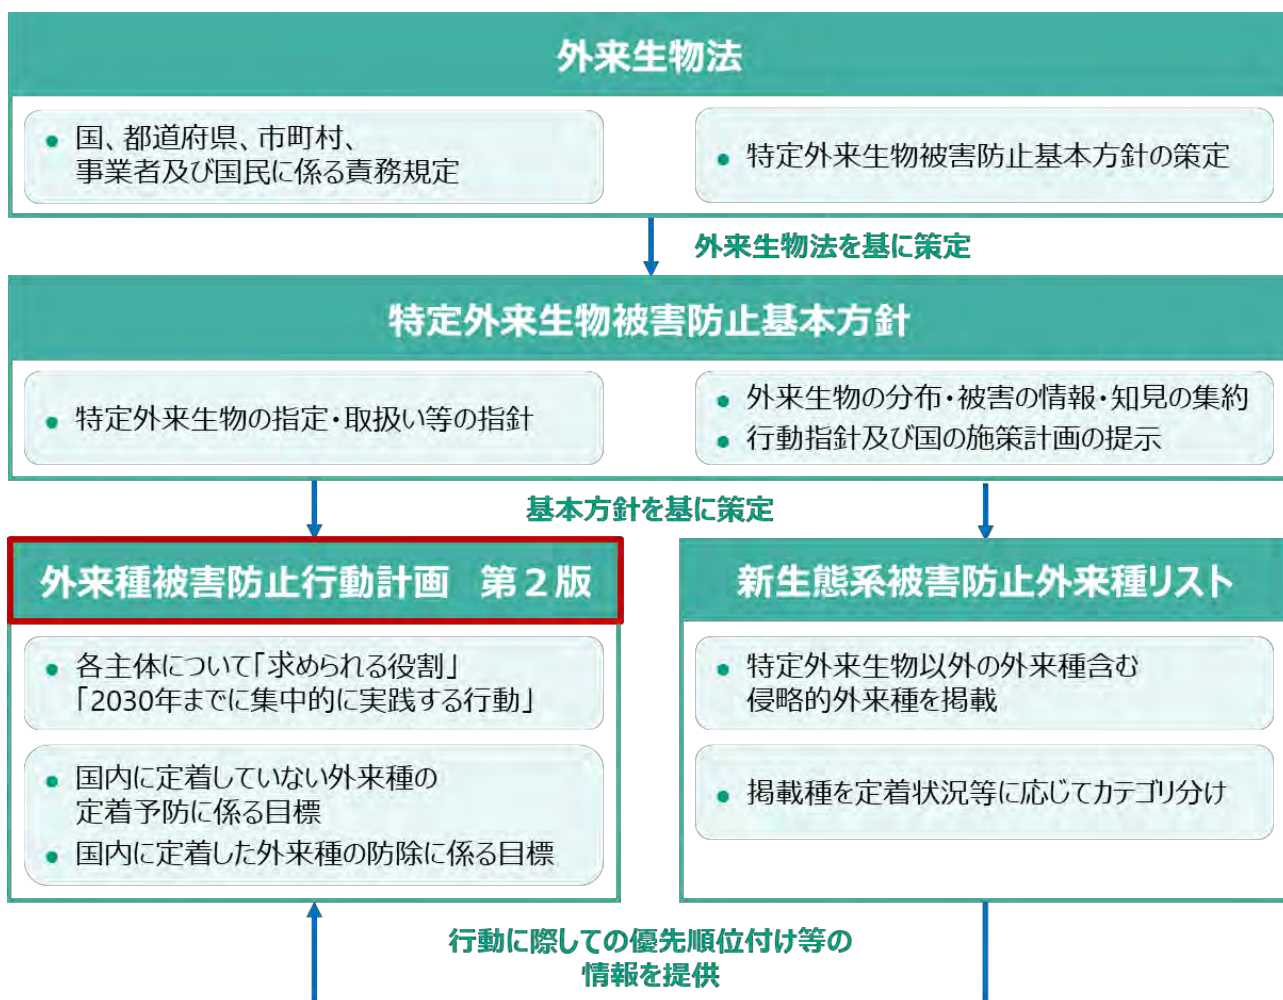 外来生物法
● 国、都道府県、市町村、
事業者及び国民に係る責務規定
● 特定外来生物被害防止基本方針の策定
外来生物法を基に策定
特定外来生物被害防止基本方針
● 特定外来生物の指定・取扱い等の指針
● 外来生物の分布・被害の情報・知見の集約
● 行動指針及び国の施策計画の提示
基本方針を基に策定
外来種被害防止行動計画　第２版
● 各主体について「求められる役割」
「2030年までに集中的に実践する行動」
● 国内に定着していない外来種の
定着予防に係る目標
● 国内に定着した外来種の防除に係る目標
新生態系被害防止外来種リスト
● 特定外来生物以外の外来種含む
侵略的外来種を掲載
● 掲載種を定着状況等に応じてカテゴリ分け
行動に際しての優先順位付け等の
情報を提供